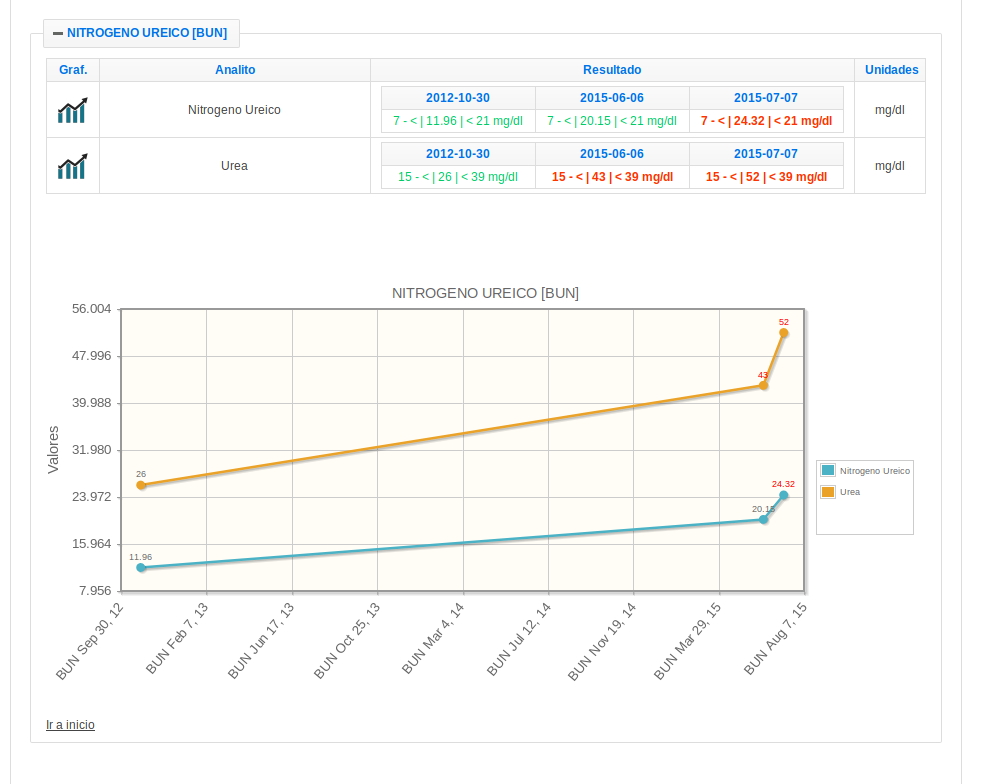 NITROGENO UREICO [BUN]
Graf. Analito Resultado Unidades
2012-10-30 2015-06-06 2015-07-07
Nitrogeno Ureico 7 - < | 11.96 | < 21 mg/dl 7 - < | 20.15 | < 21 mg/dl 7 - < | 24.32 | < 21 mg/dl mg/dl
2012-10-30 2015-06-06 2015-07-07
Urea 15 - < | 26 | < 39 mg/dl 15 - < | 43 | < 39 mg/dl 15 - < | 52 | < 39 mg/dl mg/dl
NITROGENO UREICO [BUN]
56.004
52
47.996
43
39.988
Valores
31.980
26
Nitrogeno Ureico
24.32
Urea
23.972
20.15
15.964
11.96
7.956
BUN Sep 30, 12
BUN Feb 7, 13
BUN Jun 17, 13
BUN Oct 25, 13
BUN Mar 4, 14
BUN Jul 12, 14
BUN Nov 19, 14
BUN Mar 29, 15
BUN Aug 7, 15
Ir a inicio